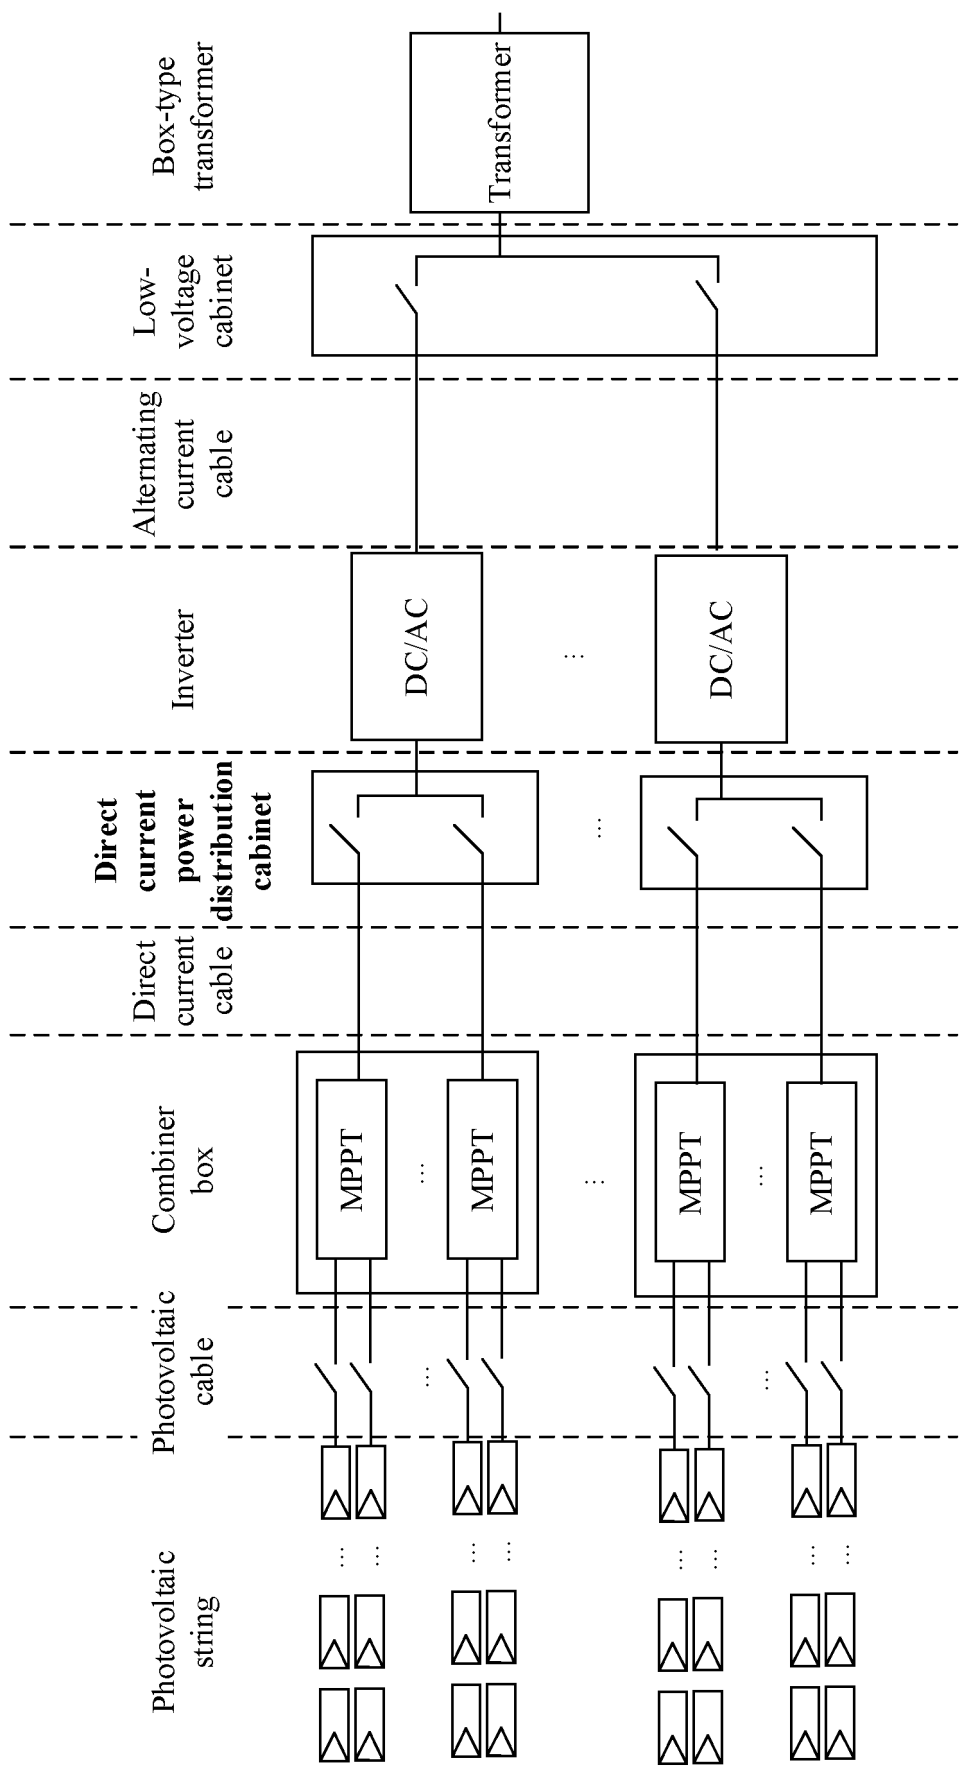 Photovoltaic
string
Photovoltaic
cable
Combiner
box
Direct
current
cable
Direct
current
power
distribution
cabinet
Inverter
Alternating
current
cable
Low-
voltage
cabinet
Box-type
transformer
MPPT
MPPT
DC/AC
Transformer
MPPT
MPPT
DC/AC